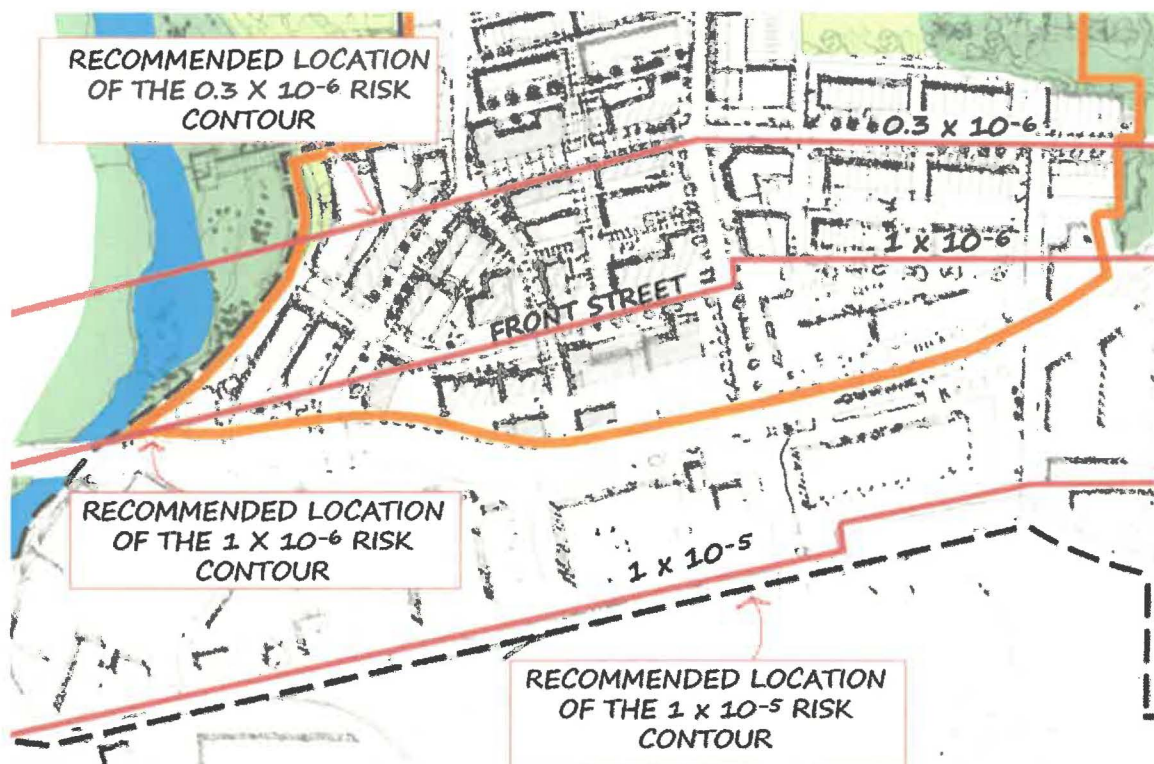 RECOMMENDED LOCATION
OF THE 0.3 X 10⁻⁶ RISK
CONTOUR
0.3 x 10⁻⁶
1 x 10⁻⁶
FRONT STREET
RECOMMENDED LOCATION
OF THE 1 X 10⁻⁶ RISK
CONTOUR
1 x 10⁻⁵
RECOMMENDED LOCATION
OF THE 1 x 10⁻⁵ RISK
CONTOUR